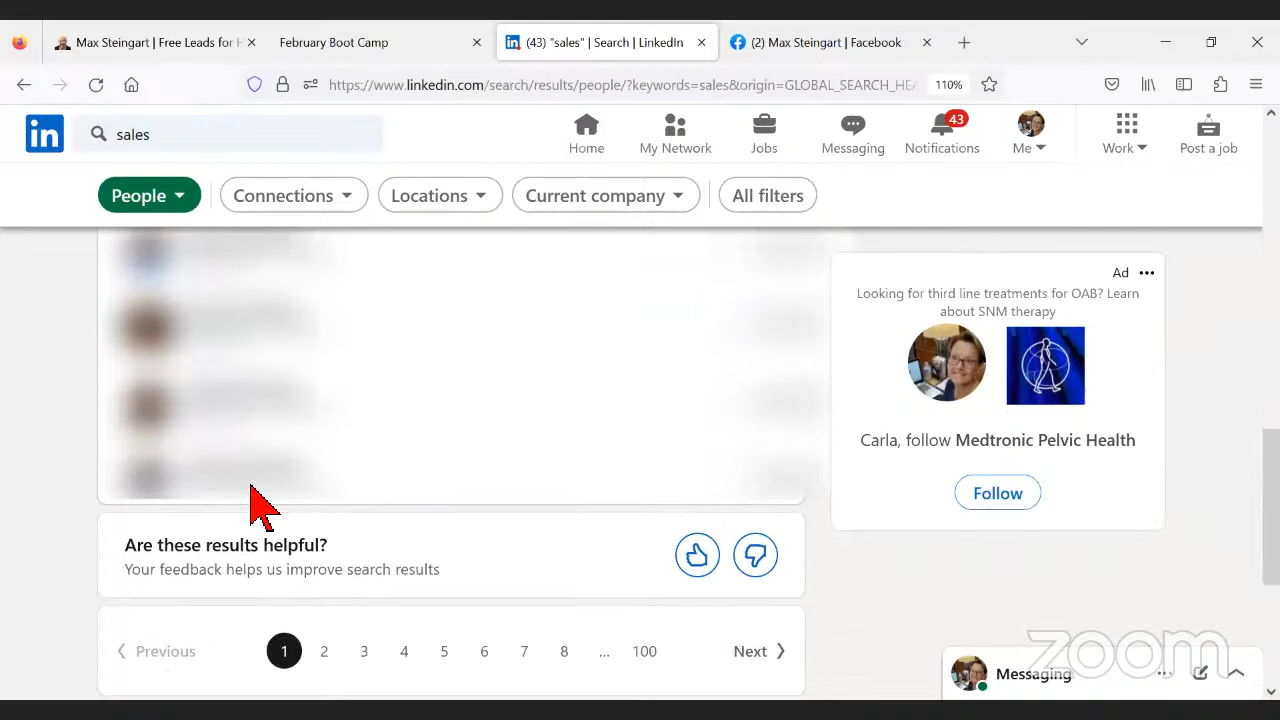 Max Steingart | Free Leads for H
February Boot Camp
(43) "sales" | Search | LinkedIn
(2) Max Steingart | Facebook
https://www.linkedin.com/search/results/people/?keywords=sales&origin=GLOBAL_SEARCH_HEA
110%
in
sales
Home
My Network
Jobs
Messaging
43
Notifications
Me
Work
Post a job
People
Connections
Locations
Current company
All filters
Ad
Looking for third line treatments for OAB? Learn
about SNM therapy
Carla, follow Medtronic Pelvic Health
Follow
Are these results helpful?
Your feedback helps us improve search results
Previous 1 2 3 4 5 6 7 8 ... 100 Next
Messaging
zoom